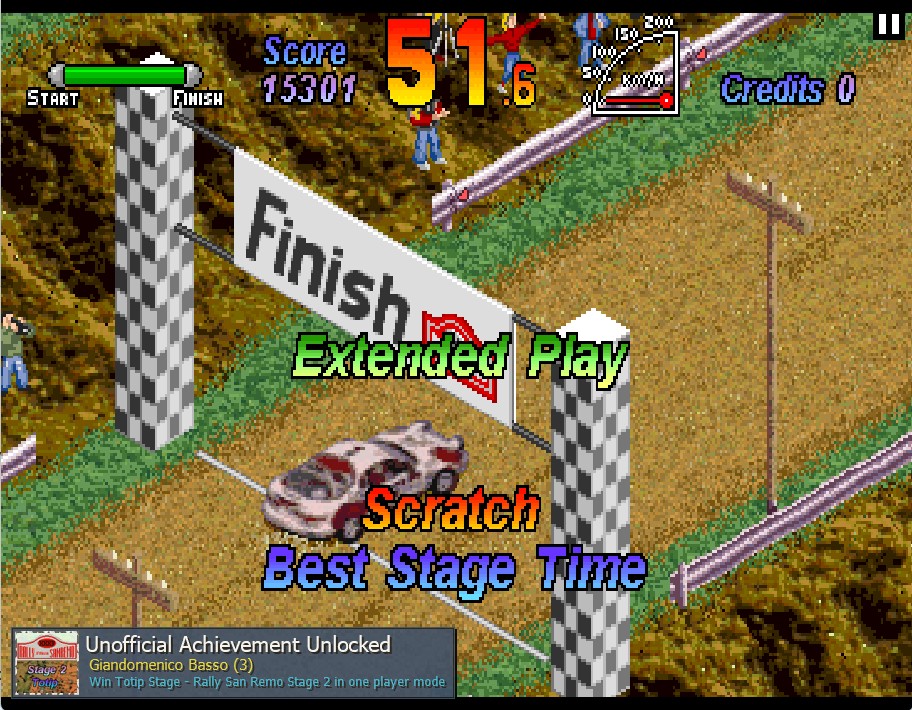 Score
15301
START
FINISH
51.6
200
150
100
50
0
KM/H
Credits 0
Finish
Extended Play
Scratch
Best Stage Time
Unofficial Achievement Unlocked
Giandomenico Basso (3)
Win Totip Stage - Rally San Remo Stage 2 in one player mode
Stage 2
Totip